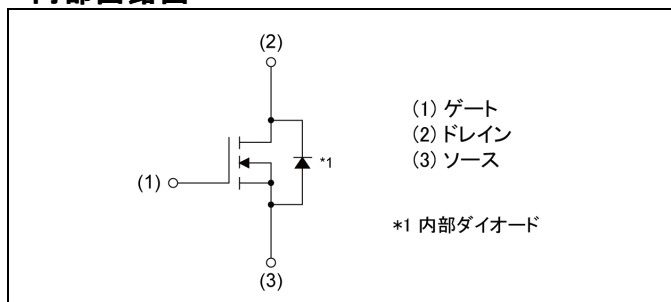 (2)
(1) ゲート
(2) ドレイン
(3) ソース
*1
(1)
*1 内部ダイオード
(3)